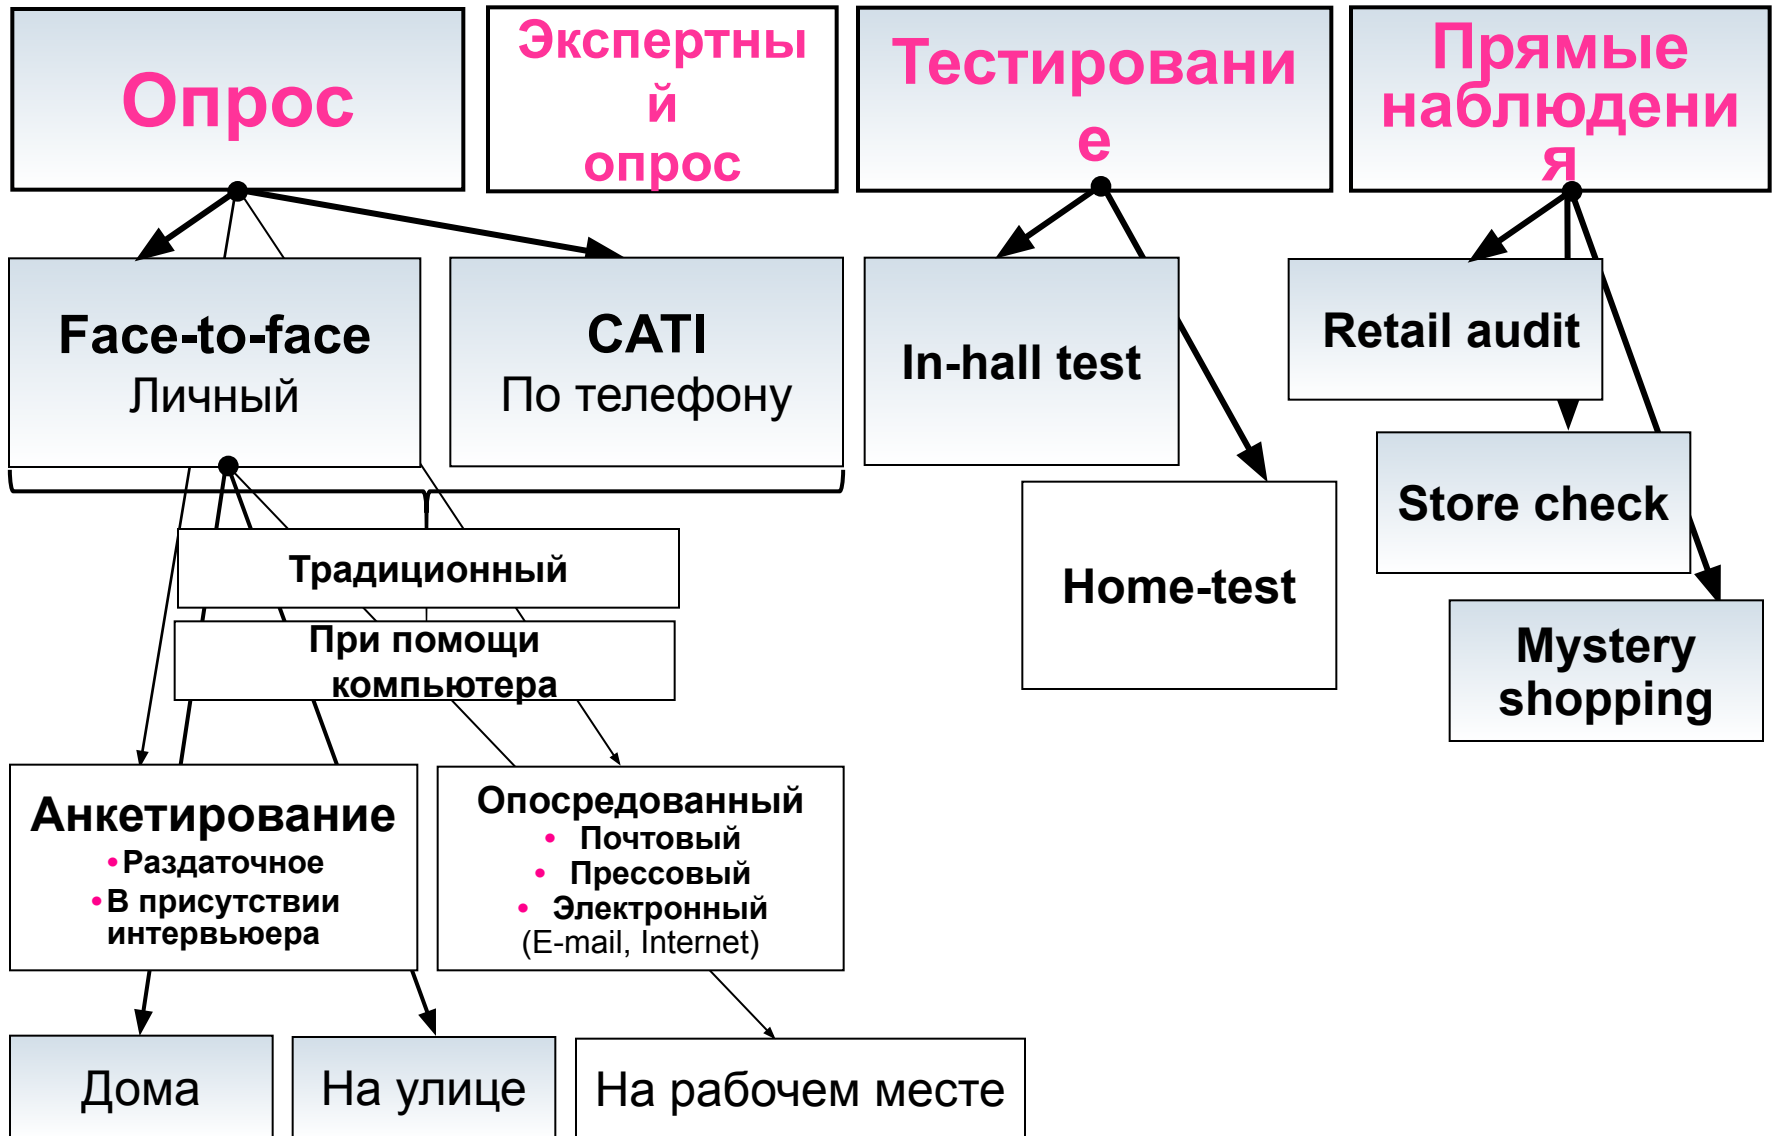 Опрос
Экспертны
й
опрос
Тестировани
е
Прямые
наблюдени
я
Face-to-face
Личный
CATI
По телефону
In-hall test
Retail audit
Store check
Home-test
Mystery
shopping
Традиционный
При помощи
компьютера
Анкетирование
•Раздаточное
•В присутствии
интервьюера
Опосредованный
• Почтовый
• Прессовый
• Электронный
(E-mail, Internet)
Дома
На улице
На рабочем месте